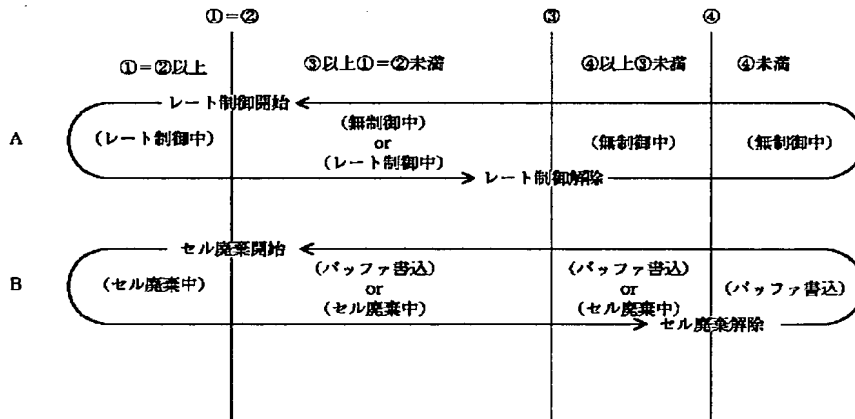 ①=②
③
④
①=②以上
③以上①=②未満
④以上③未満
④未満
レート制御開始
A
(レート制御中)
(無制御中)
or
(レート制御中)
(無制御中)
(無制御中)
レート制御解除
セル廃棄開始
B
(セル廃棄中)
(バッファ書込)
or
(セル廃棄中)
(バッファ書込)
or
(セル廃棄中)
(バッファ書込)
セル廃棄解除